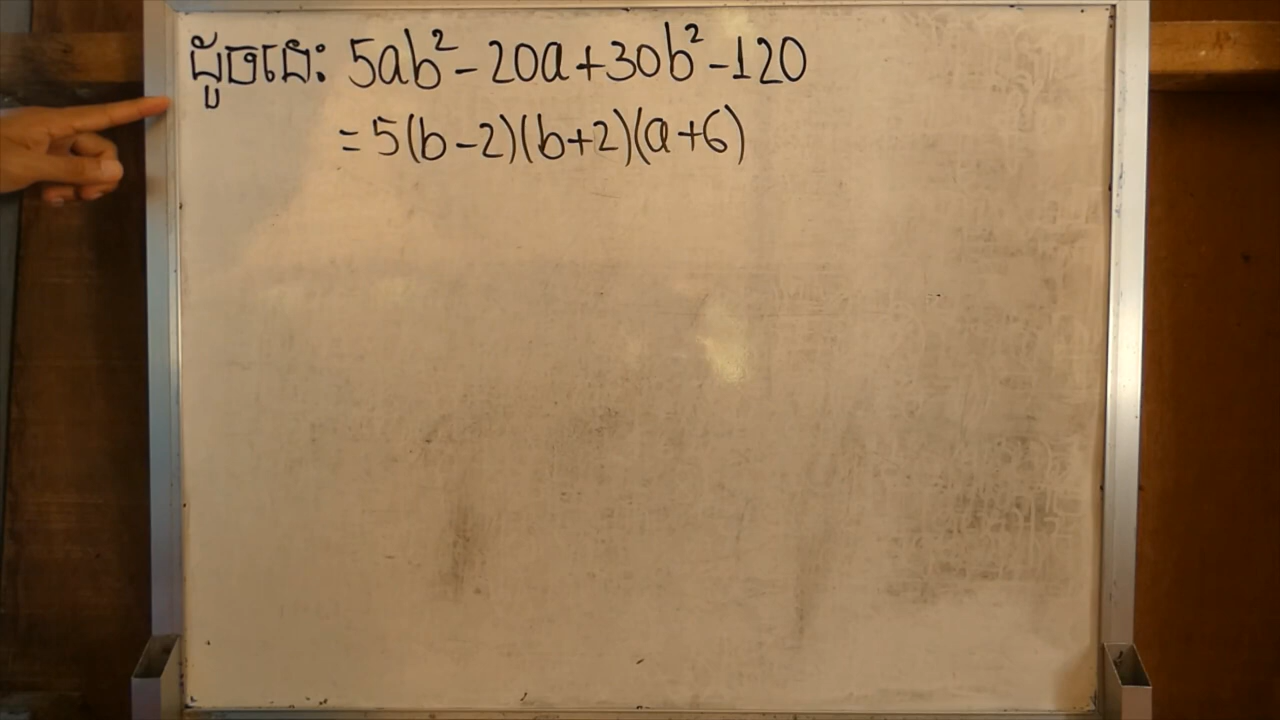 ដូចនេះ 5ab² - 20a + 30b² - 120
= 5(b - 2)(b + 2)(a + 6)